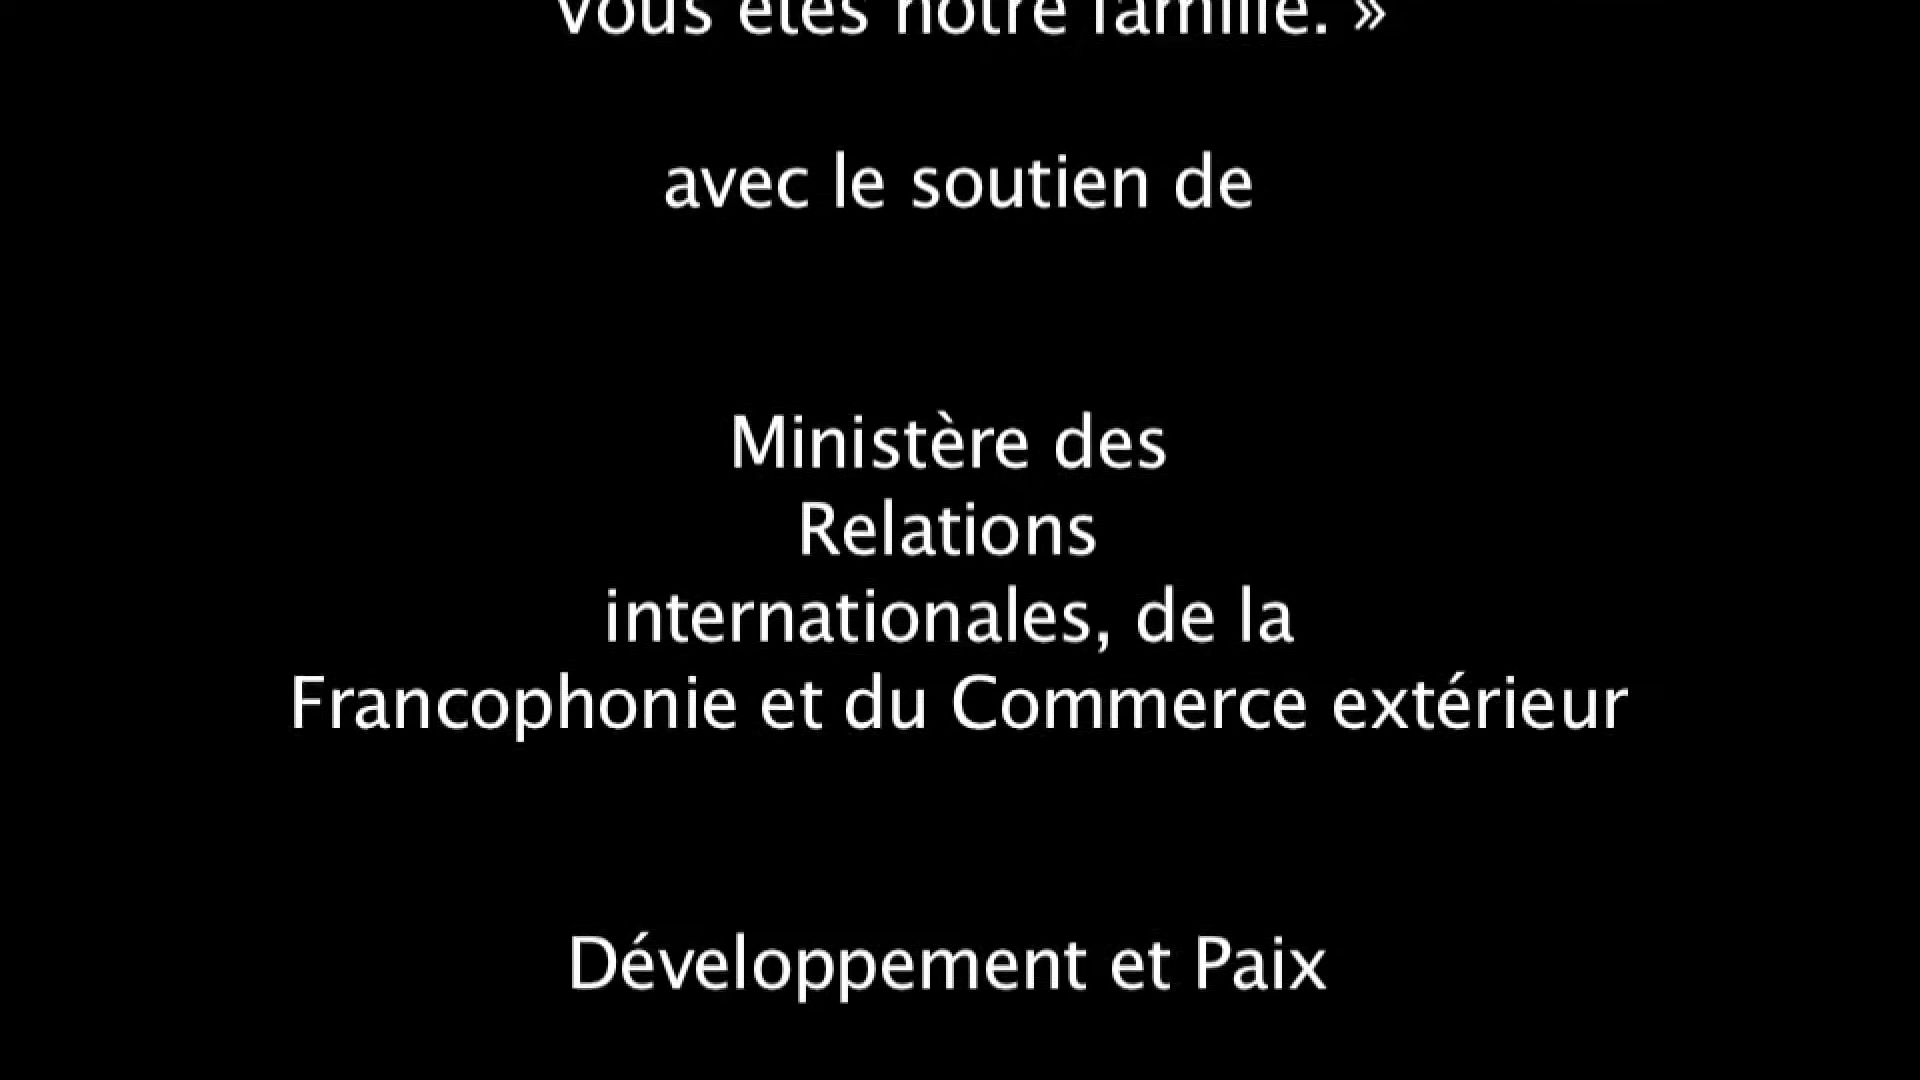 vous êtes notre famille. »
avec le soutien de
Ministère des
Relations
internationales, de la
Francophonie et du Commerce extérieur
Développement et Paix